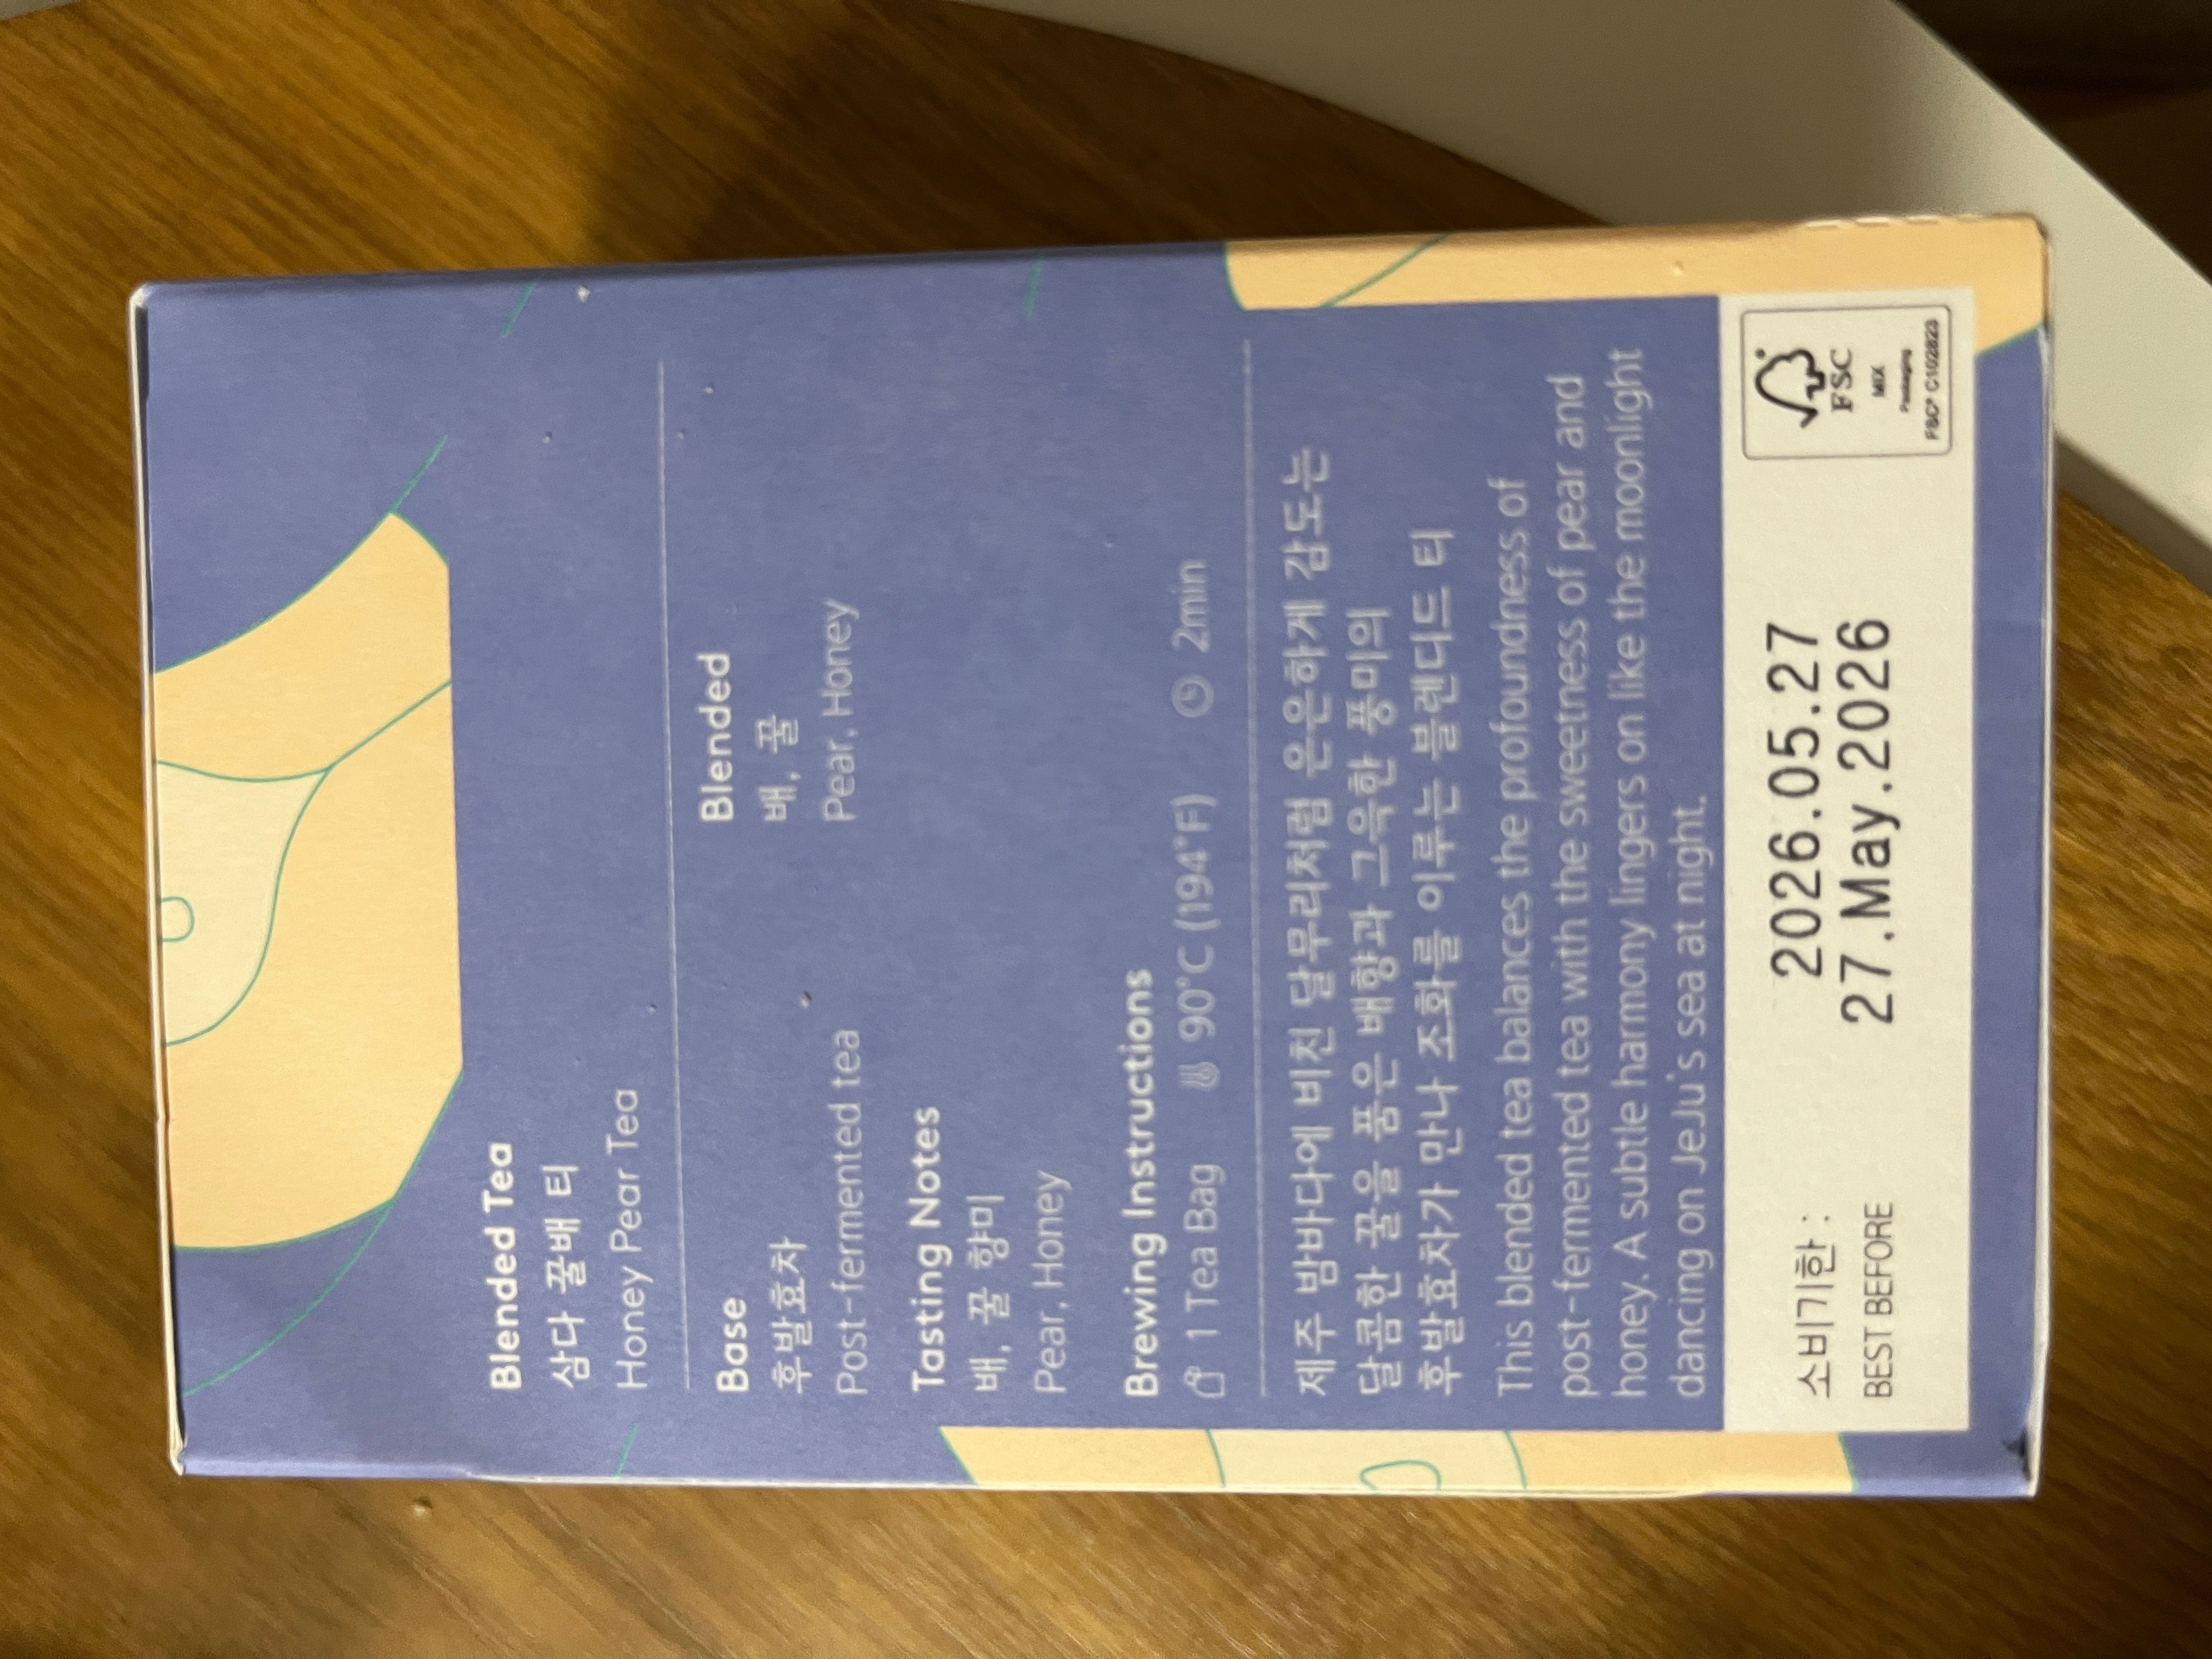 Blended Tea
삼다 꿀배 티
Honey Pear Tea
Base
후발효차
Post-fermented tea
Blended
배, 꿀
Pear, Honey
Tasting Notes
배, 꿀 향미
Pear, Honey
Brewing Instructions
1 Tea Bag 90°C (194°F) 2min
제주 밤바다에 비친 달무리처럼 은은하게 감도는
달콤한 꿀을 품은 배향과 그윽한 풍미의
후발효차가 만나 조화를 이루는 블렌디드 티
This blended tea balances the profoundness of
post-fermented tea with the sweetness of pear and
honey. A subtle harmony lingers on like the moonlight
dancing on JeJu's sea at night.
소비기한 : 2026.05.27
BEST BEFORE 27.May.2026
FSC
MIX
Packaging
FSC® C102823